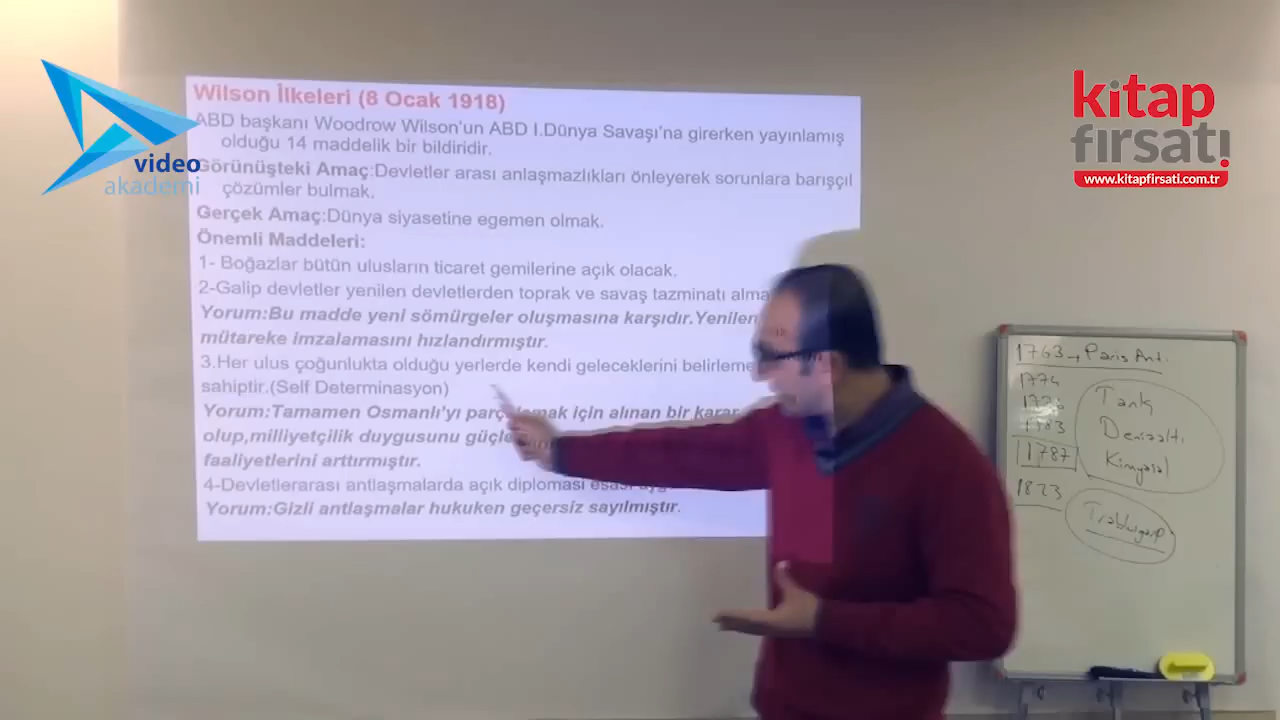 Wilson İlkeleri (8 Ocak 1918)
ABD başkanı Woodrow Wilson'un ABD I.Dünya Savaşı'na girerken yayınlamış
olduğu 14 maddelik bir bildiridir.
Görünüşteki Amaç:Devletler arası anlaşmazlıkları önleyerek sorunlara barışçıl
çözümler bulmak.
Gerçek Amaç:Dünya siyasetine egemen olmak.
Önemli Maddeleri:
1- Boğazlar bütün ulusların ticaret gemilerine açık olacak.
2-Galip devletler yenilen devletlerden toprak ve savaş tazminatı
Yorum:Bu madde yeni sömürgeler oluşmasına karşıdır.Yenilen
mütareke imzalamasını hızlandırmıştır.
3.Her ulus çoğunlukta olduğu yerlerde kendi geleceklerini
sahiptir.(Self Determinasyon)
Yorum:Tamamen Osmanlı'yı için alınan bir karar
olup,milliyetçilik duygusunu
faaliyetlerini arttırmıştır.
4-Devletlerarası antlaşmalarda açık diplomasi esası
Yorum:Gizli antlaşmalar hukuken geçersiz sayılmıştır.
video
akademi
kitap
fırsatı
www.kitapfirsati.com.tr
1763 → Paris Ant.
1774
1783
1787
1823
Tank
Denizaltı
Kimyasal
Trablusgarp